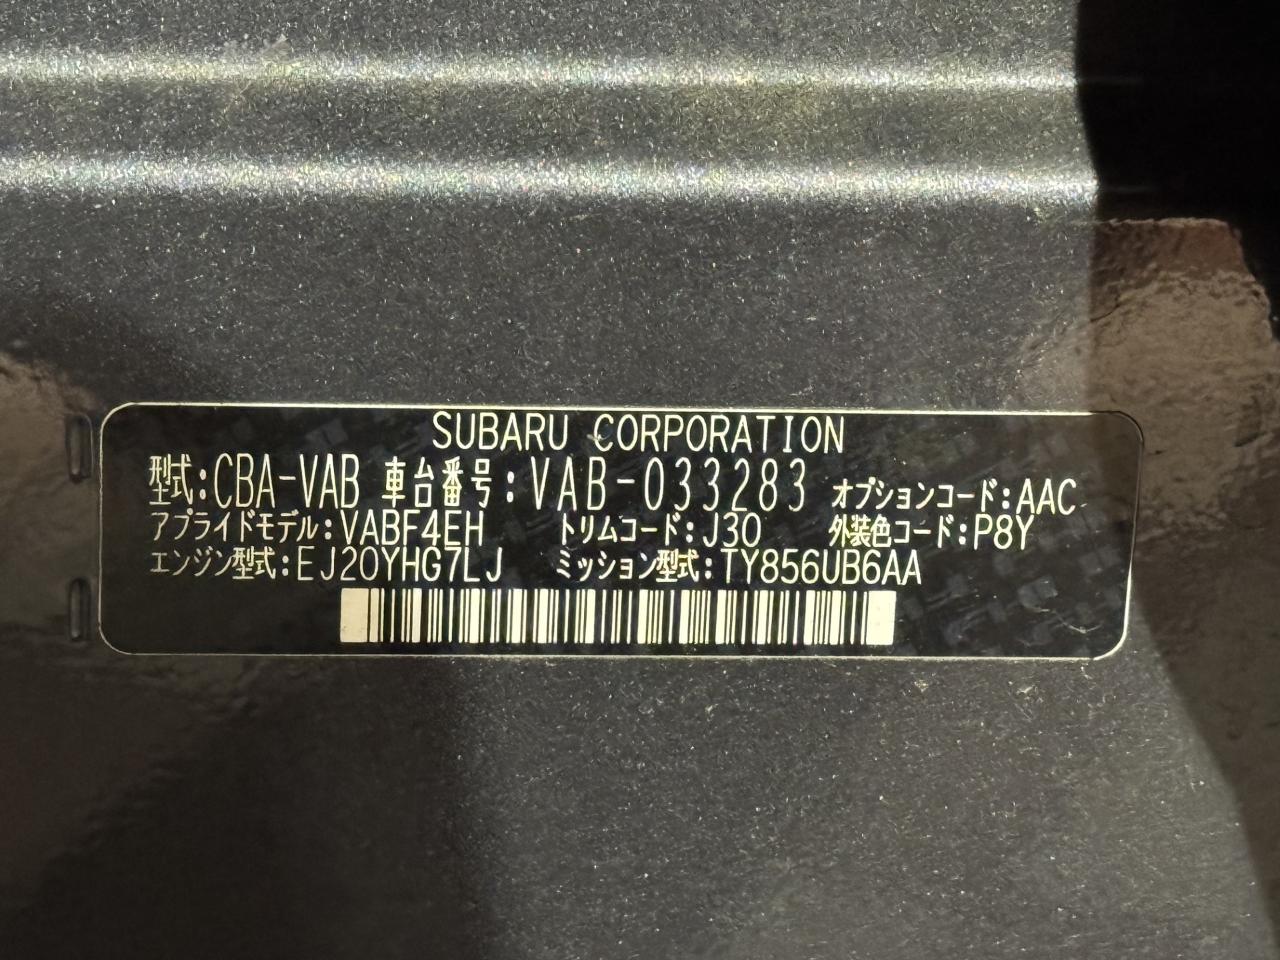 SUBARU CORPORATION
型式:CBA-VAB 車台番号:VAB-033283 オプションコード:AAC
アプライドモデル:VABF4EH トリムコード:J30 外装色コード:P8Y
エンジン型式:EJ20YHG7LJ ミッション型式:TY856UB6AA